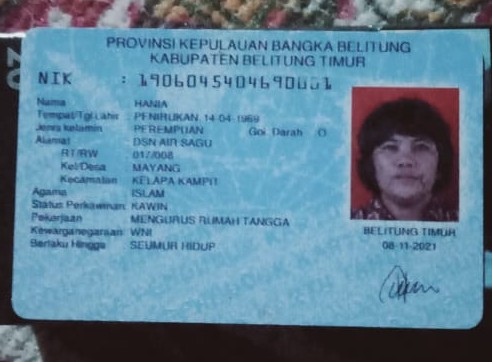 PROVINSI KEPULAUAN BANGKA BELITUNG
KABUPATEN BELITUNG TIMUR
NIK : 1906045404690001
Nama : HANIA
Tempat/Tgl Lahir : PENIRUKAN 14-04-1969
Jenis kelamin : PEREMPUAN Gol. Darah O
Alamat : DSN AIR SAGU
RT/RW : 017/008
Kel/Desa : MAYANG
Kecamatan : KELAPA KAMPIT
Agama : ISLAM
Status Perkawinan: KAWIN
Pekerjaan : MENGURUS RUMAH TANGGA
Kewarganegaraan: WNI
Berlaku Hingga : SEUMUR HIDUP
BELITUNG TIMUR
08-11-2021